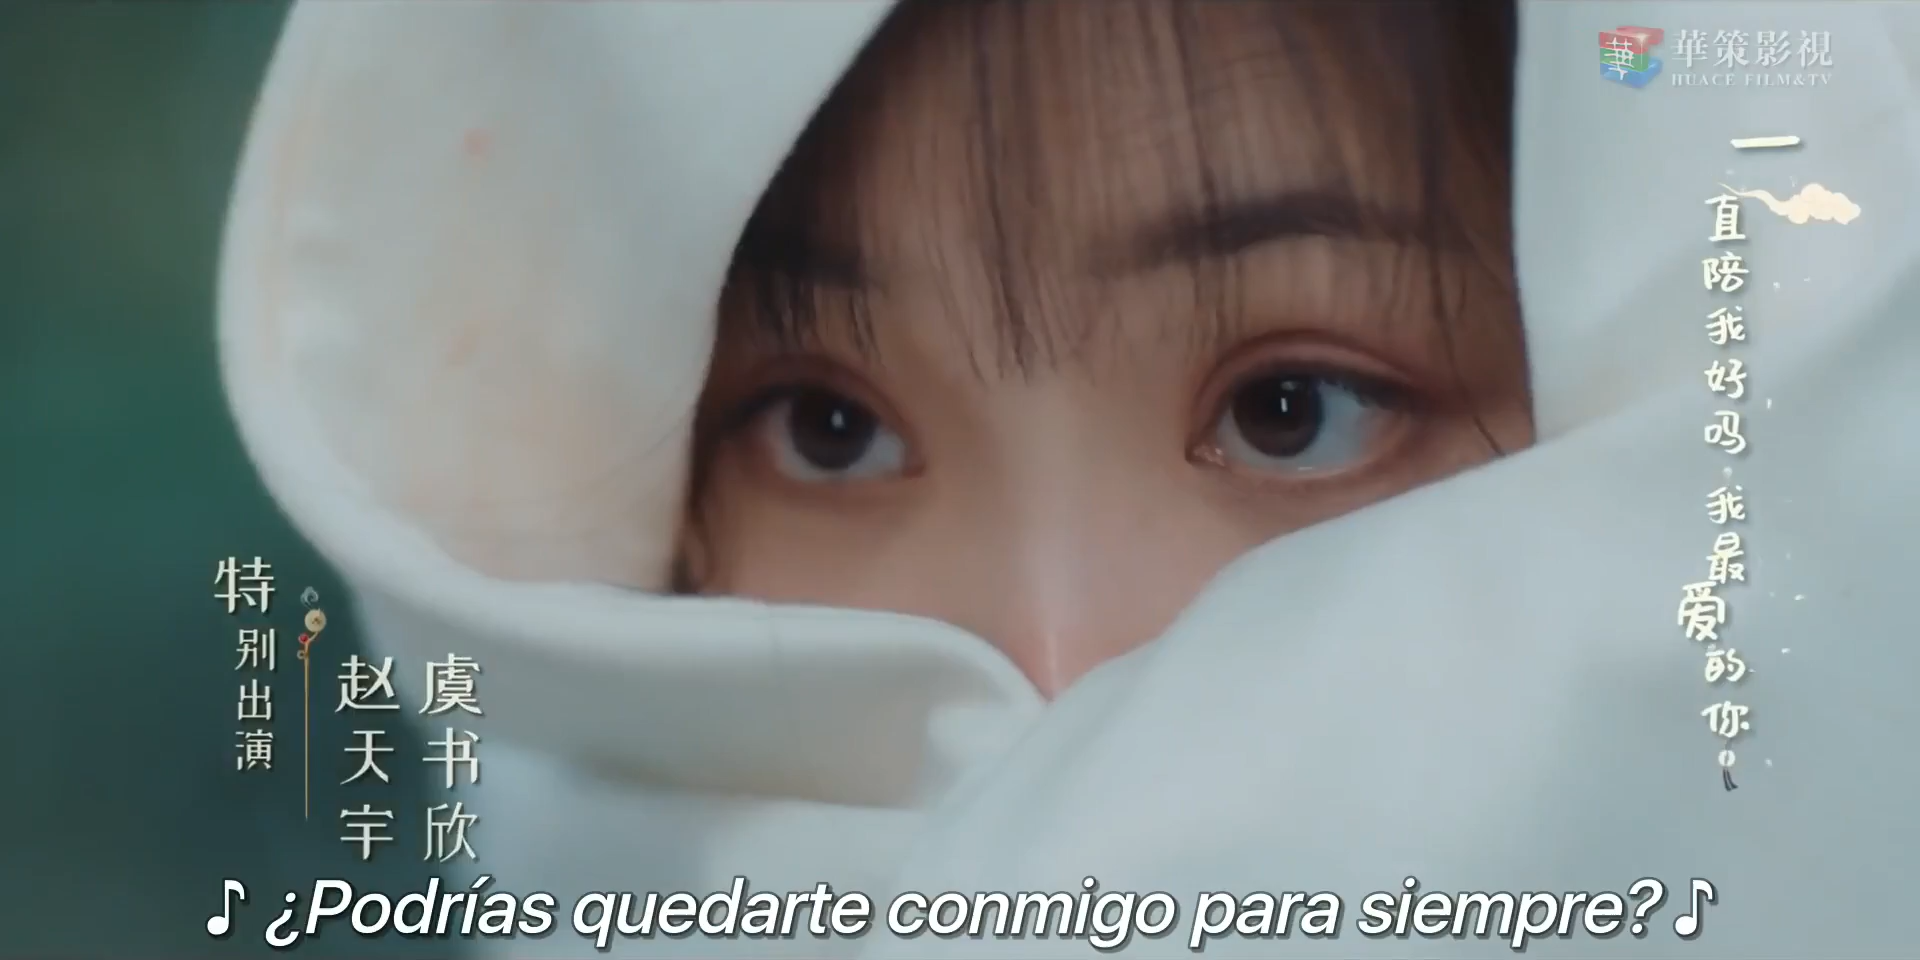 華
華策影視
HUACE FILM&TV
一直陪我好吗 我最爱的你。
特别出演
虞书欣
赵天宇
♪ ¿Podrías quedarte conmigo para siempre? ♪